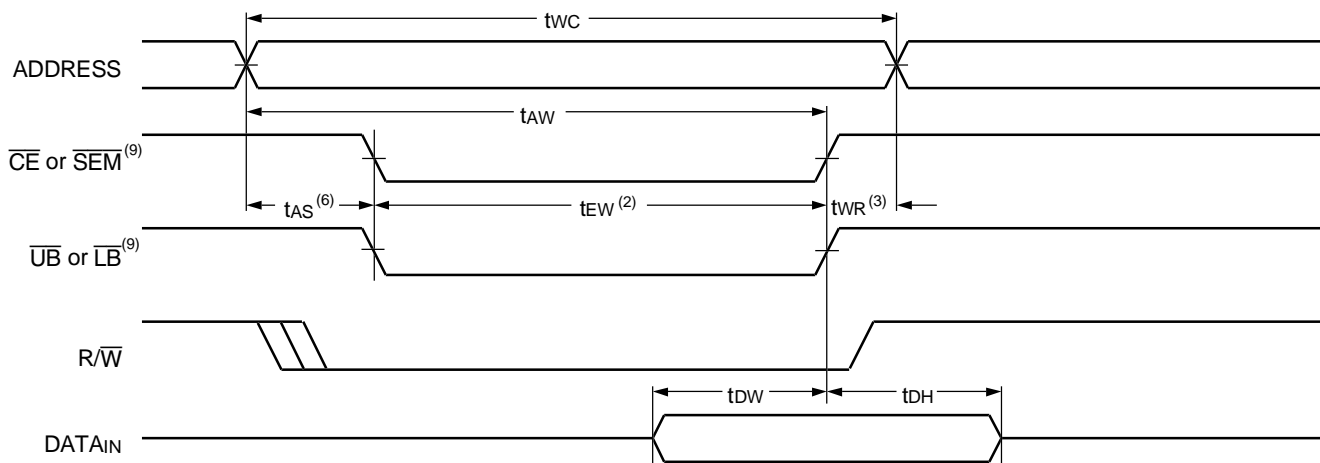 tWC
ADDRESS
tAW
CE or SEM(9)
tAS(6) tEW(2) tWR(3)
UB or LB(9)
R/W
tDW tDH
DATAIN